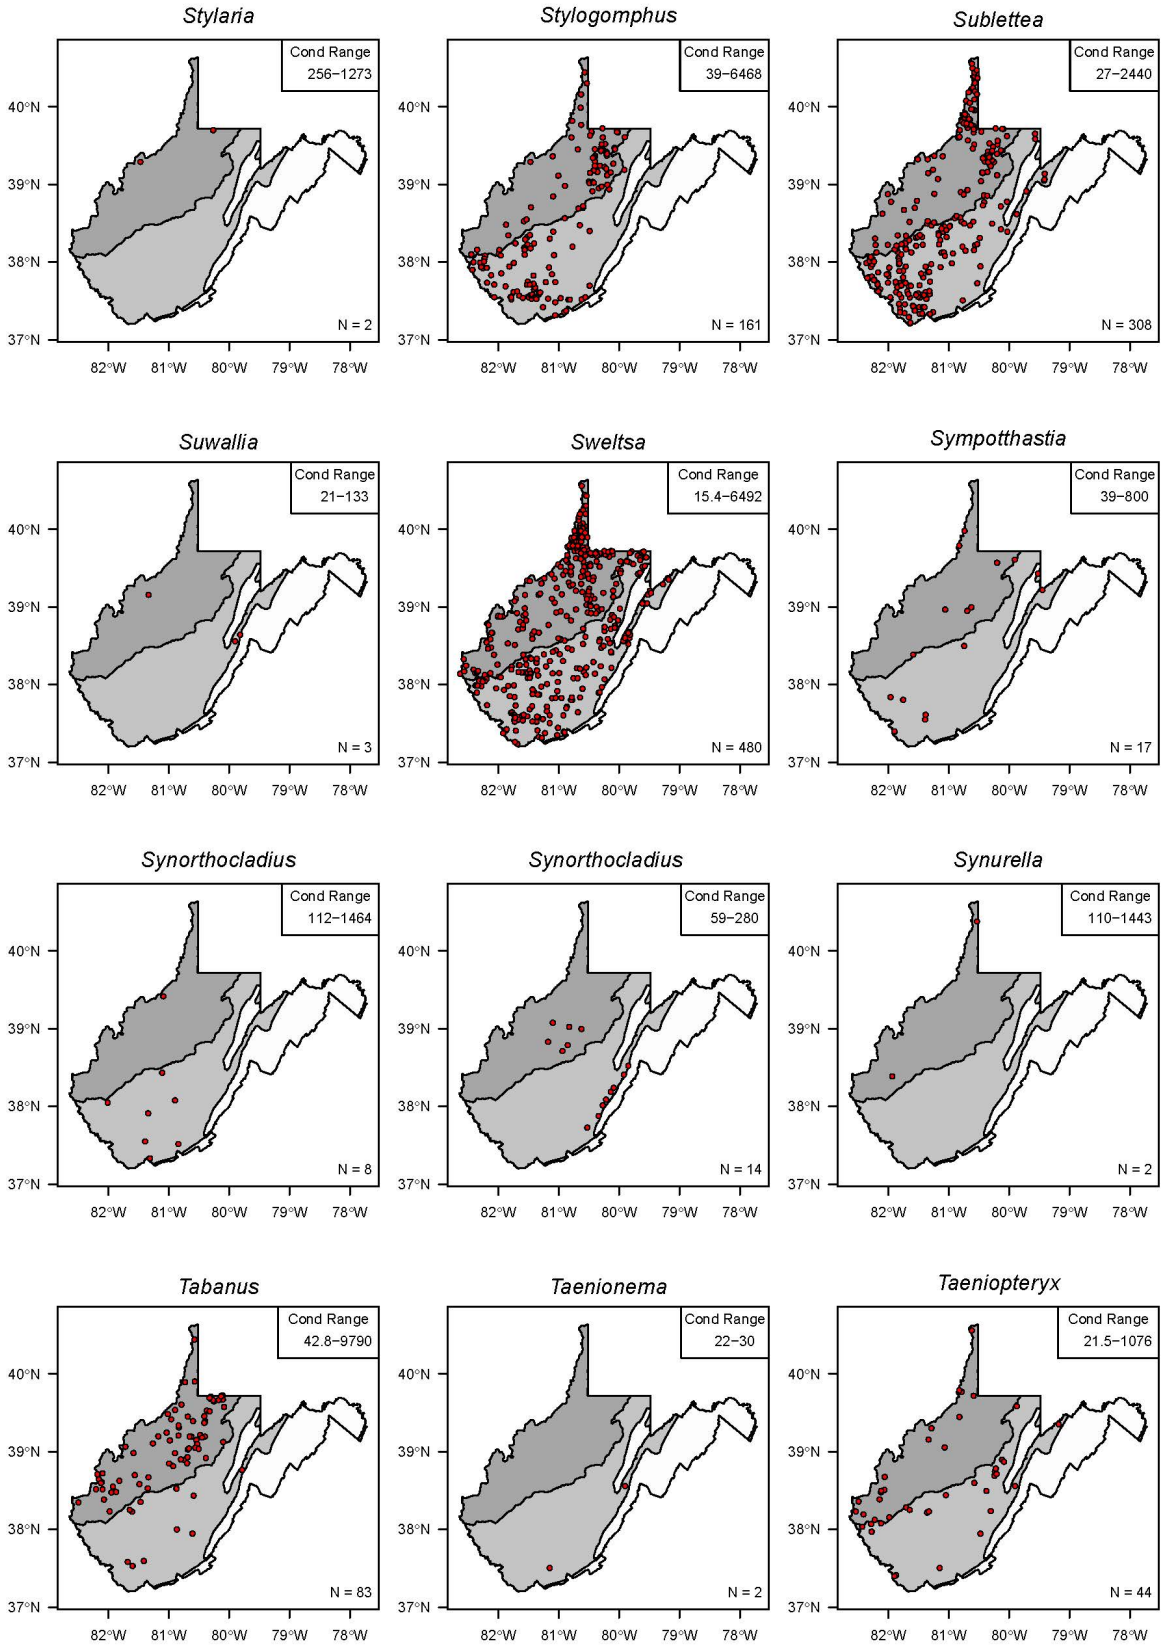 Stylaria
Stylogomphus
Sublettea
Cond Range
256−1273
Cond Range
39−6468
Cond Range
27−2440
40°N
39°N
38°N
37°N
40°N
39°N
38°N
37°N
40°N
39°N
38°N
37°N
N = 2
N = 161
N = 308
82°W 81°W 80°W 79°W 78°W
82°W 81°W 80°W 79°W 78°W
82°W 81°W 80°W 79°W 78°W
Suwallia
Sweltsa
Sympotthastia
Cond Range
21−133
Cond Range
15.4−6492
Cond Range
39−800
40°N
39°N
38°N
37°N
40°N
39°N
38°N
37°N
40°N
39°N
38°N
37°N
N = 3
N = 480
N = 17
82°W 81°W 80°W 79°W 78°W
82°W 81°W 80°W 79°W 78°W
82°W 81°W 80°W 79°W 78°W
Synorthocladius
Synorthocladius
Synurella
Cond Range
112−1464
Cond Range
59−280
Cond Range
110−1443
40°N
39°N
38°N
37°N
40°N
39°N
38°N
37°N
40°N
39°N
38°N
37°N
N = 8
N = 14
N = 2
82°W 81°W 80°W 79°W 78°W
82°W 81°W 80°W 79°W 78°W
82°W 81°W 80°W 79°W 78°W
Tabanus
Taenionema
Taeniopteryx
Cond Range
42.8−9790
Cond Range
22−30
Cond Range
21.5−1076
40°N
39°N
38°N
37°N
40°N
39°N
38°N
37°N
40°N
39°N
38°N
37°N
N = 83
N = 2
N = 44
82°W 81°W 80°W 79°W 78°W
82°W 81°W 80°W 79°W 78°W
82°W 81°W 80°W 79°W 78°W